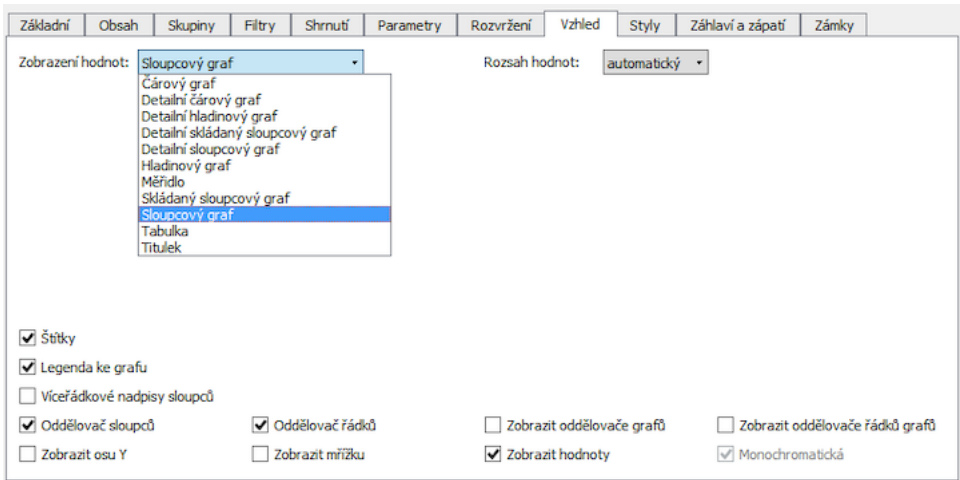 Základní Obsah Skupiny Filtry Shrnutí Parametry Rozvržení Vzhled Styly Záhlaví a zápatí Zámky
Zobrazení hodnot: Sloupcový graf Rozsah hodnot: automatický
Čárový graf
Detailní čárový graf
Detailní hladinový graf
Detailní skládaný sloupcový graf
Detailní sloupcový graf
Hladinový graf
Měřidlo
Skládaný sloupcový graf
Sloupcový graf
Tabulka
Titulek
Štítky
Legenda ke grafu
Víceřádkové nadpisy sloupců
Oddělovač sloupců Oddělovač řádků Zobrazit oddělovače grafů Zobrazit oddělovače řádků grafů
Zobrazit osu Y Zobrazit mřížku Zobrazit hodnoty Monochromatická